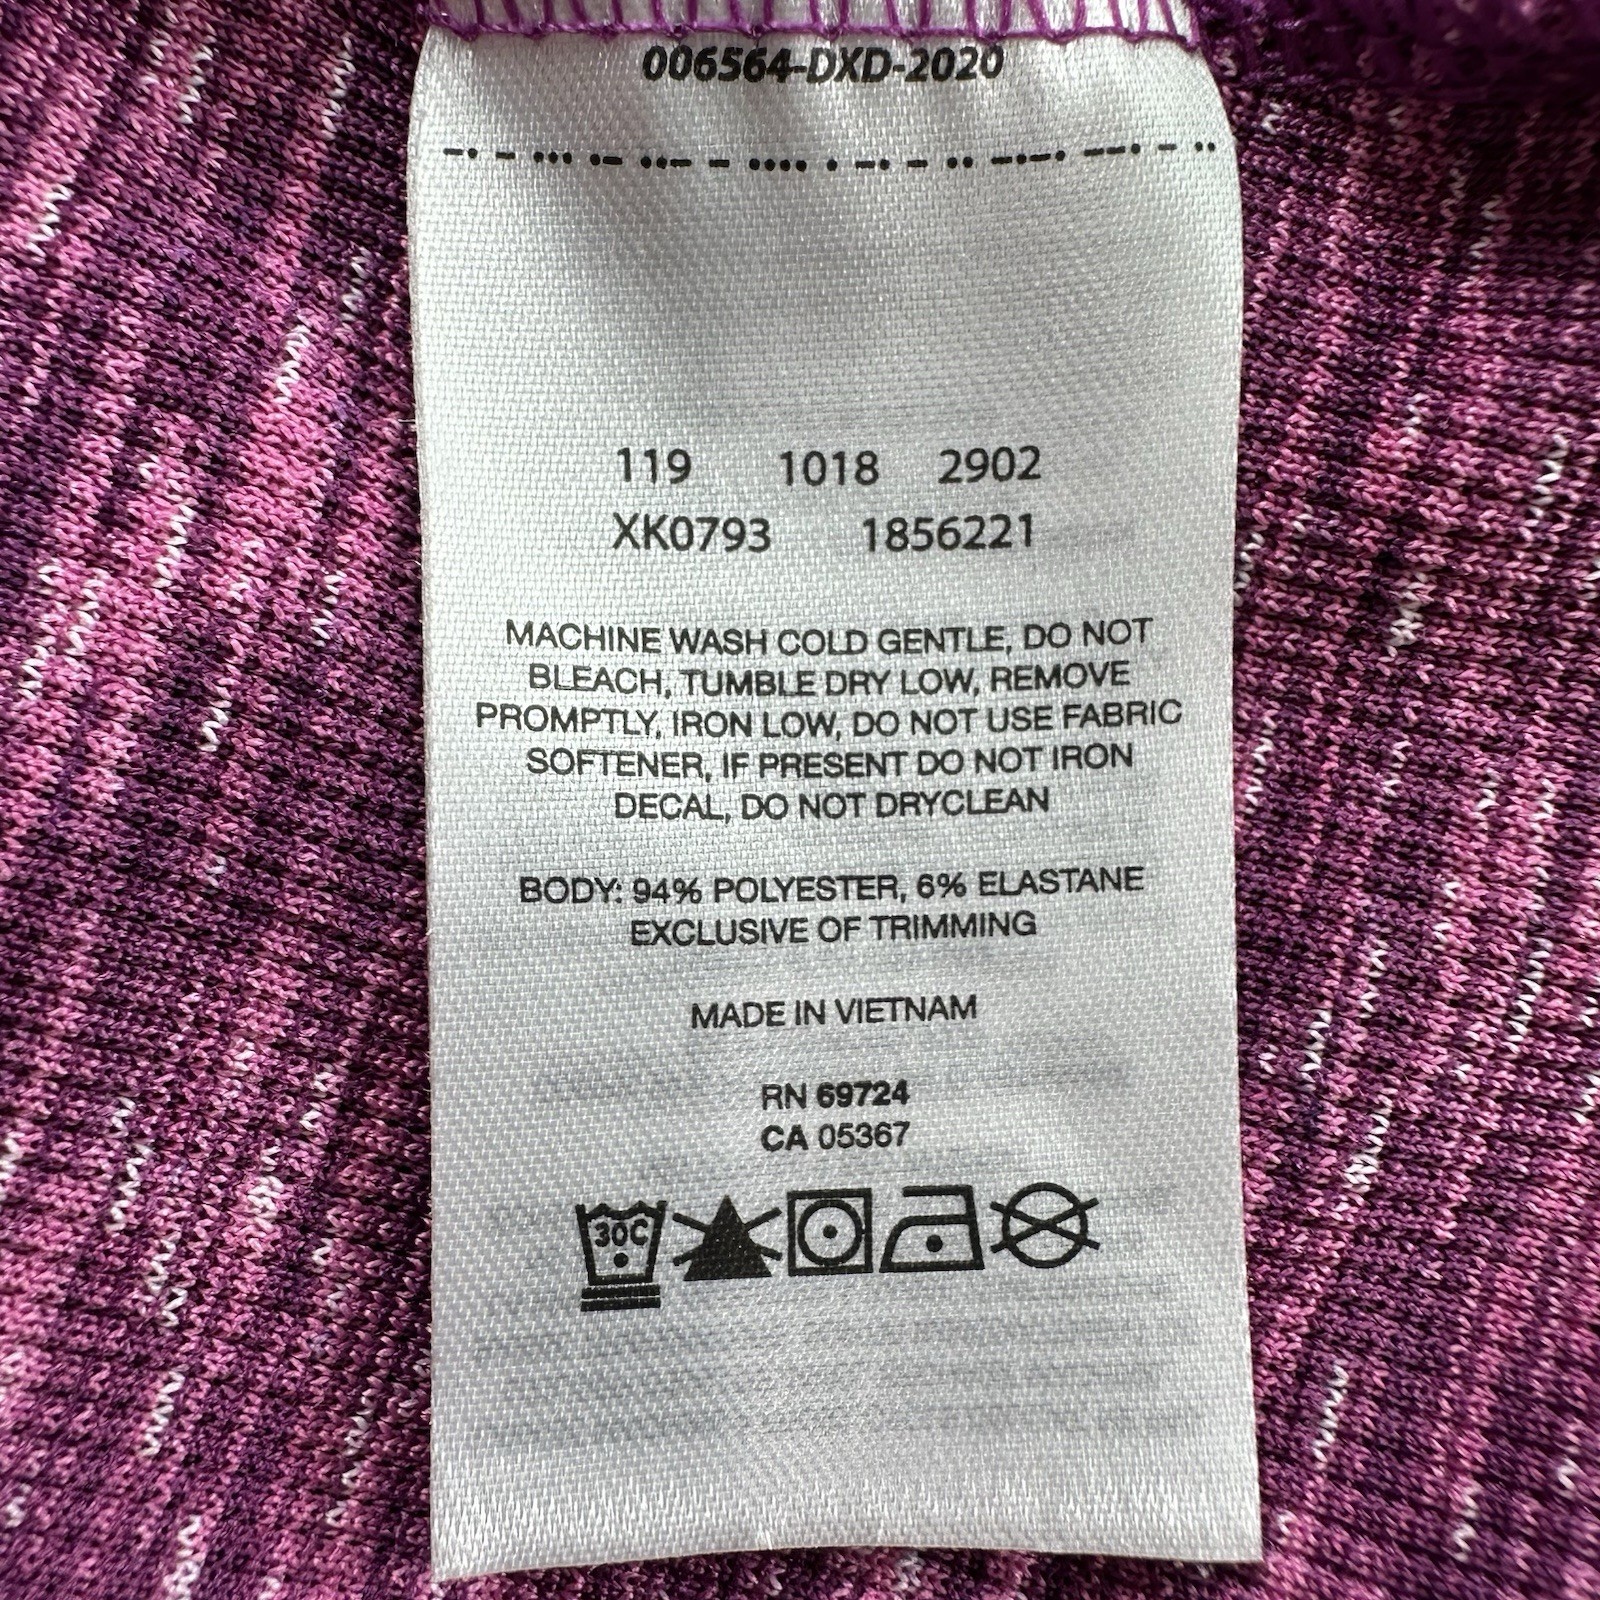 006564-DXD-2020
119 1018 2902
XK0793 1856221
MACHINE WASH COLD GENTLE, DO NOT
BLEACH, TUMBLE DRY LOW, REMOVE
PROMPTLY, IRON LOW, DO NOT USE FABRIC
SOFTENER, IF PRESENT DO NOT IRON
DECAL, DO NOT DRYCLEAN
BODY: 94% POLYESTER, 6% ELASTANE
EXCLUSIVE OF TRIMMING
MADE IN VIETNAM
RN 69724
CA 05367
30C